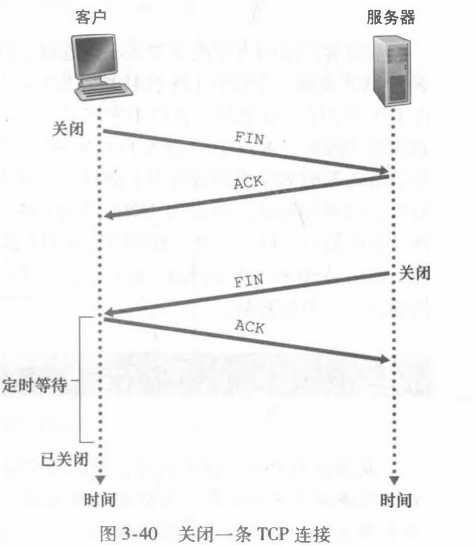 客户
服务器
关闭
FIN
ACK
关闭
FIN
ACK
定时等待
已关闭
时间
时间
图 3-40 关闭一条 TCP 连接